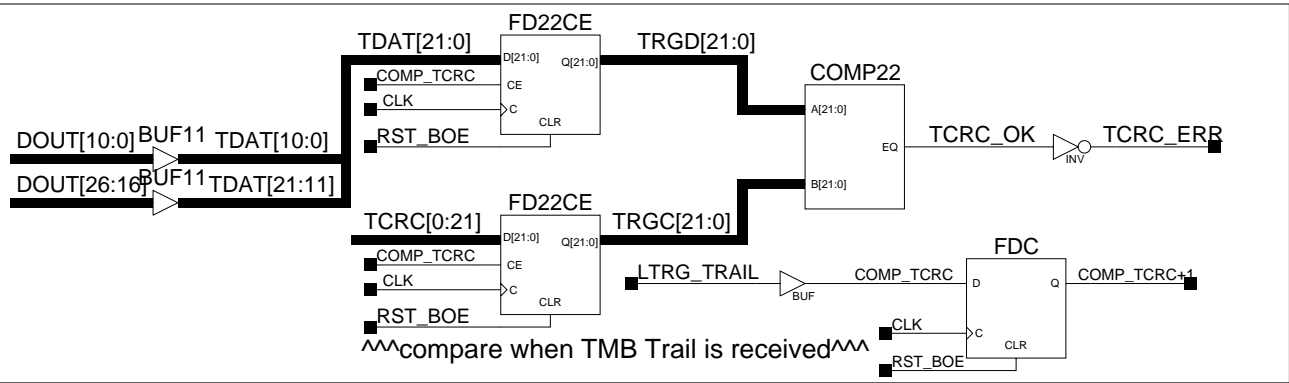 FD22CE
TDAT[21:0]
TRGD[21:0]
D[21:0]
Q[21:0]
COMP_TCRC
CE
CLK
C
CLR
RST_BOE
COMP22
A[21:0]
EQ
B[21:0]
TCRC_OK
INV
TCRC_ERR
DOUT[10:0]
BUF11
TDAT[10:0]
DOUT[26:16]
BUF11
TDAT[21:11]
FD22CE
TCRC[0:21]
TRGC[21:0]
D[21:0]
Q[21:0]
COMP_TCRC
CE
CLK
C
CLR
RST_BOE
LTRG_TRAIL
BUF
COMP_TCRC
FDC
D
Q
COMP_TCRC+1
CLK
C
CLR
RST_BOE
^^^compare when TMB Trail is received^^^